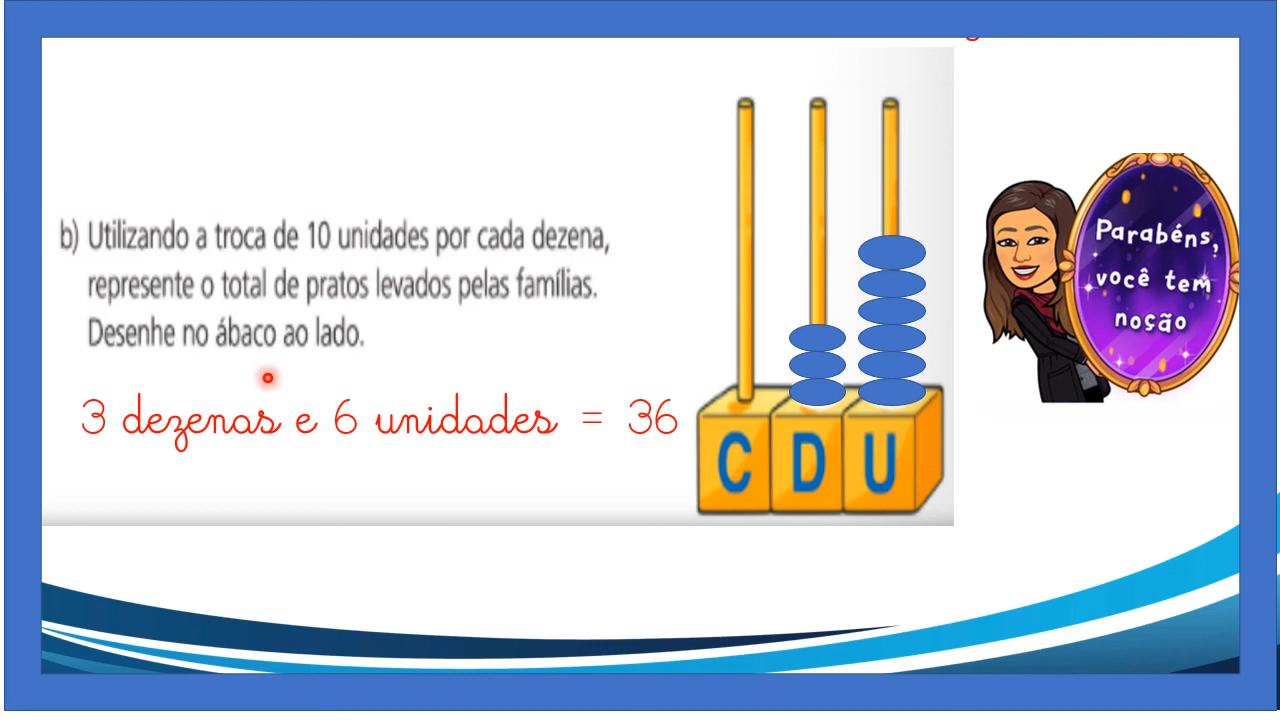 b) Utilizando a troca de 10 unidades por cada dezena,
represente o total de pratos levados pelas famílias.
Desenhe no ábaco ao lado.
3 dezenas e 6 unidades = 36
C D U
Parabéns,
você tem
noção